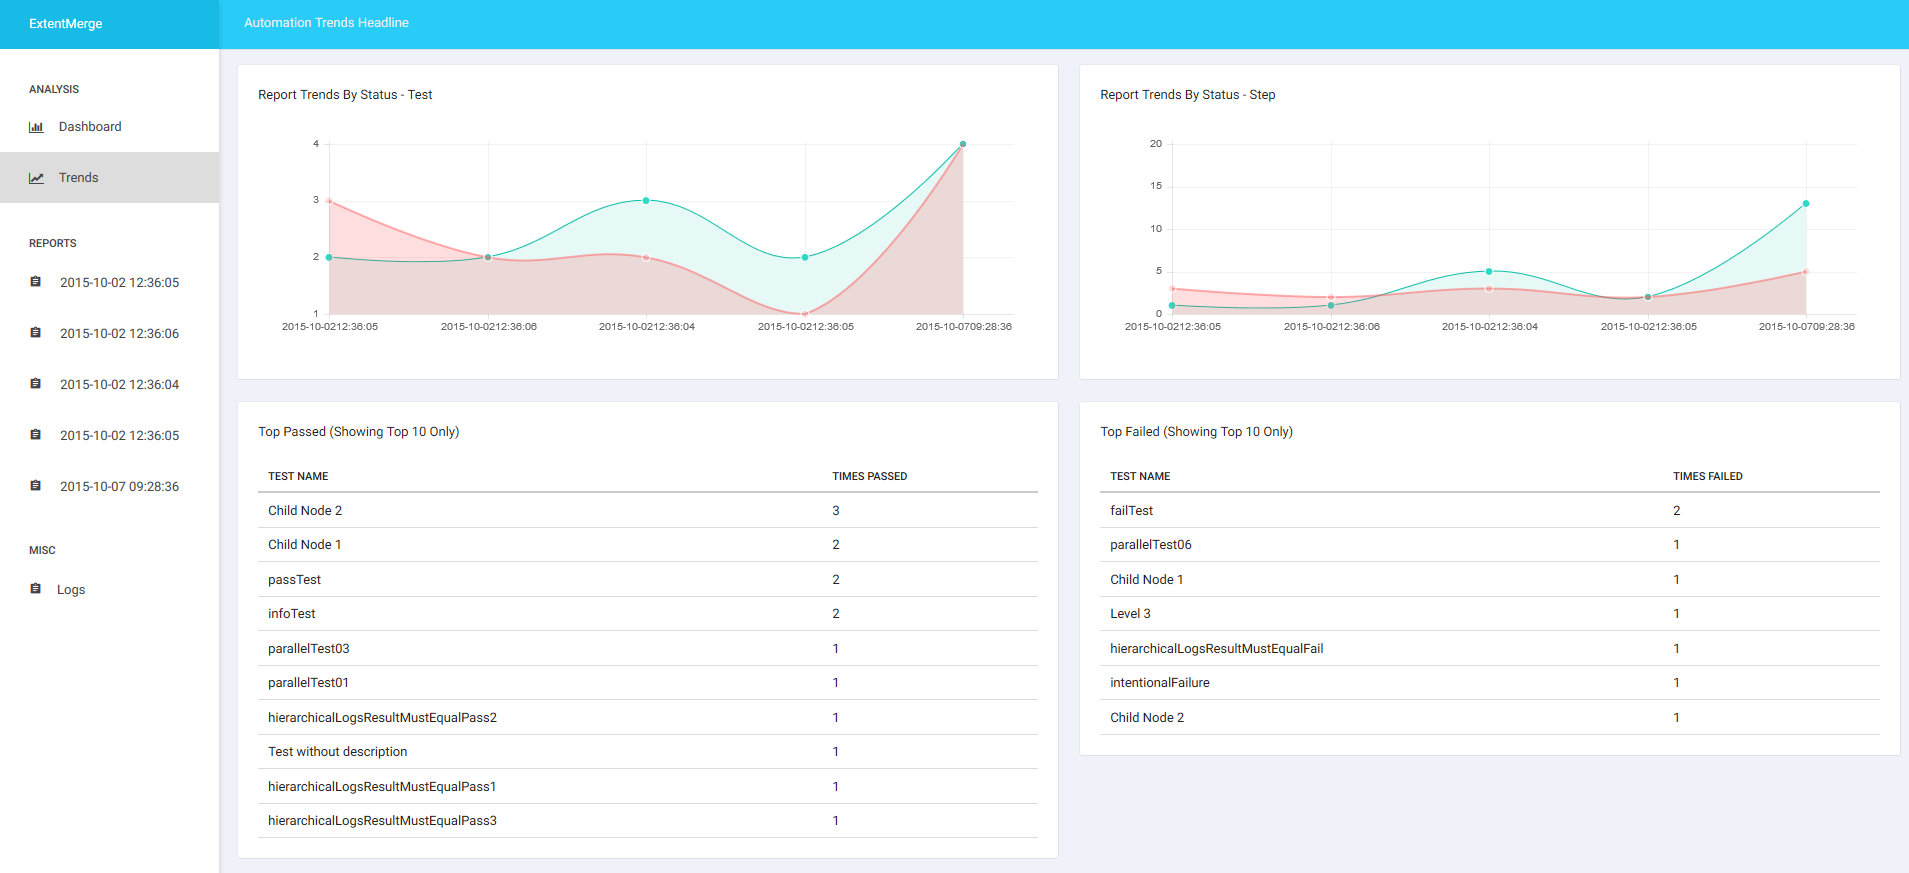 ExtentMerge
Automation Trends Headline
ANALYSIS
Dashboard
Trends
REPORTS
2015-10-02 12:36:05
2015-10-02 12:36:06
2015-10-02 12:36:04
2015-10-02 12:36:05
2015-10-07 09:28:36
MISC
Logs
Report Trends By Status - Test
4
3
2
1
2015-10-0212:36:05 2015-10-0212:36:06 2015-10-0212:36:04 2015-10-0212:36:05 2015-10-0709:28:36
Report Trends By Status - Step
20
15
10
5
0
2015-10-0212:36:05 2015-10-0212:36:06 2015-10-0212:36:04 2015-10-0212:36:05 2015-10-0709:28:36
Top Passed (Showing Top 10 Only)
TEST NAME TIMES PASSED
Child Node 2 3
Child Node 1 2
passTest 2
infoTest 2
parallelTest03 1
parallelTest01 1
hierarchicalLogsResultMustEqualPass2 1
Test without description 1
hierarchicalLogsResultMustEqualPass1 1
hierarchicalLogsResultMustEqualPass3 1
Top Failed (Showing Top 10 Only)
TEST NAME TIMES FAILED
failTest 2
parallelTest06 1
Child Node 1 1
Level 3 1
hierarchicalLogsResultMustEqualFail 1
intentionalFailure 1
Child Node 2 1